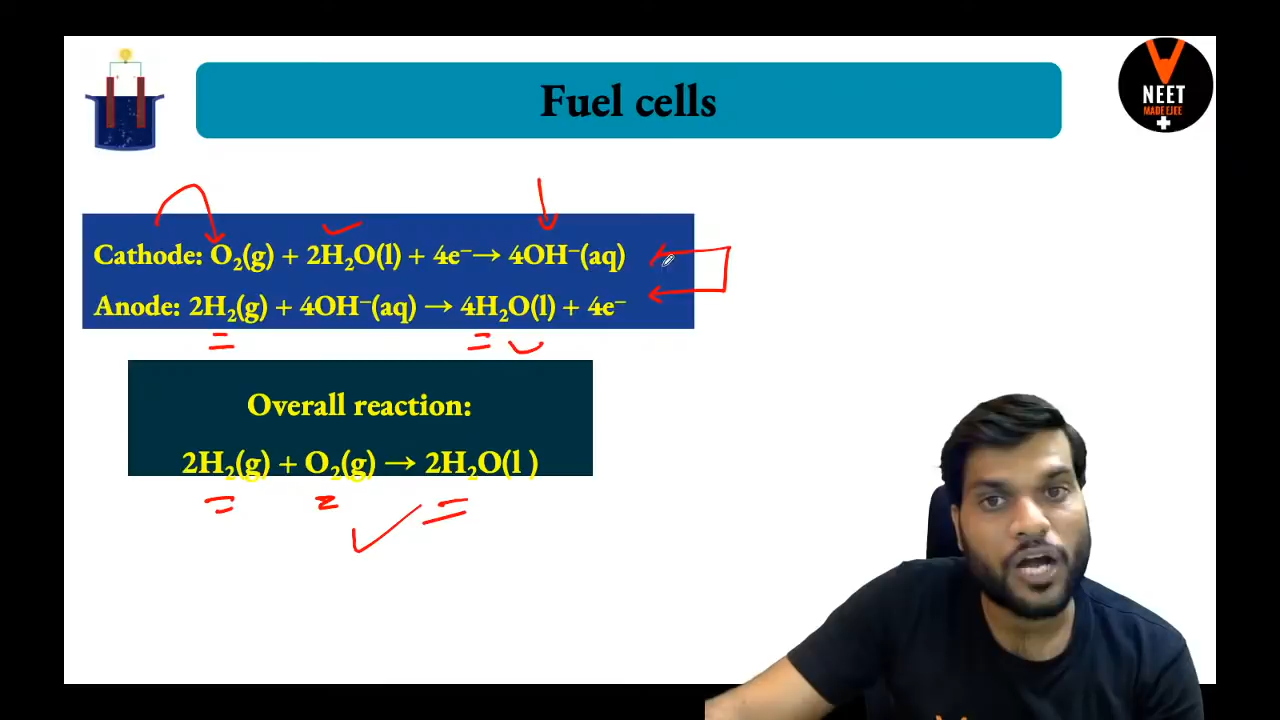 Fuel cells
NEET
MADE EJEE
Cathode: O₂(g) + 2H₂O(l) + 4e⁻→ 4OH⁻(aq)
Anode: 2H₂(g) + 4OH⁻(aq) → 4H₂O(l) + 4e⁻
Overall reaction:
2H₂(g) + O₂(g) → 2H₂O(l )